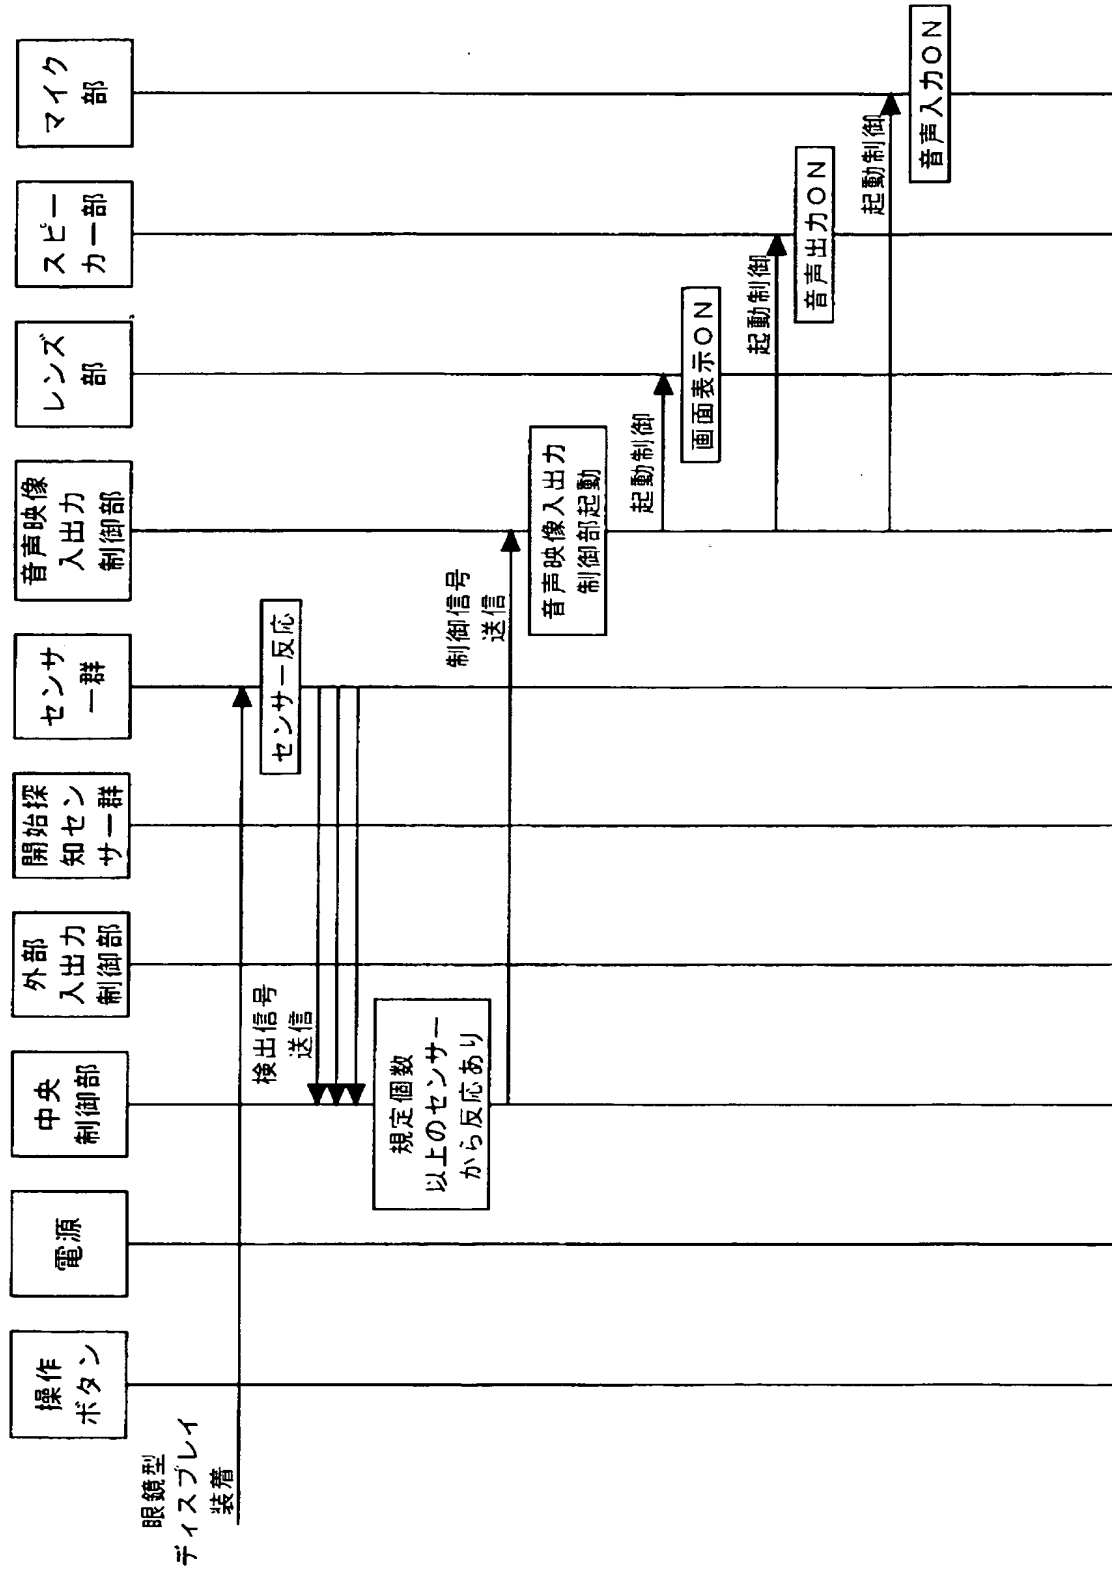 操作
ボタン
電源
中央
制御部
外部
入出力
制御部
開始探
知セン
サー群
センサ
ー群
音声映像
入出力
制御部
レンズ
部
スピー
カー部
マイク
部
眼鏡型
ディスプレイ
装着
センサー反応
検出信号
送信
規定個数
以上のセンサー
から反応あり
制御信号
送信
音声映像入出力
制御部起動
起動制御
画面表示ON
起動制御
音声出力ON
起動制御
音声入力ON